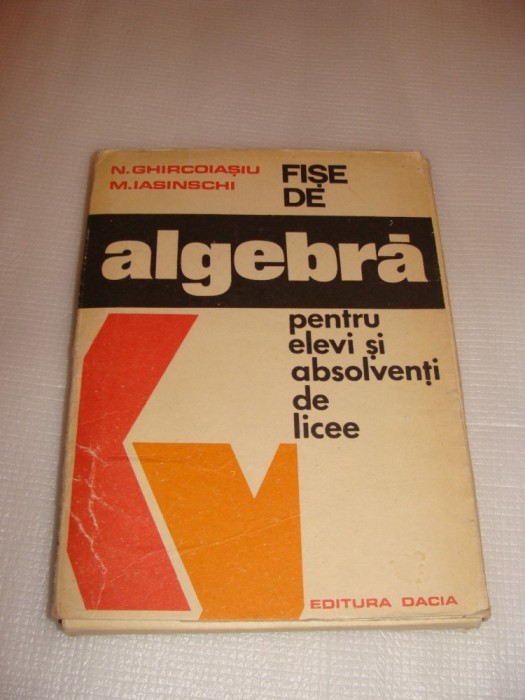 N. GHIRCOIAȘIU
M. IASINSCHI
FIȘE
DE
algebră
pentru
elevi și
absolvenți
de
licee
EDITURA DACIA